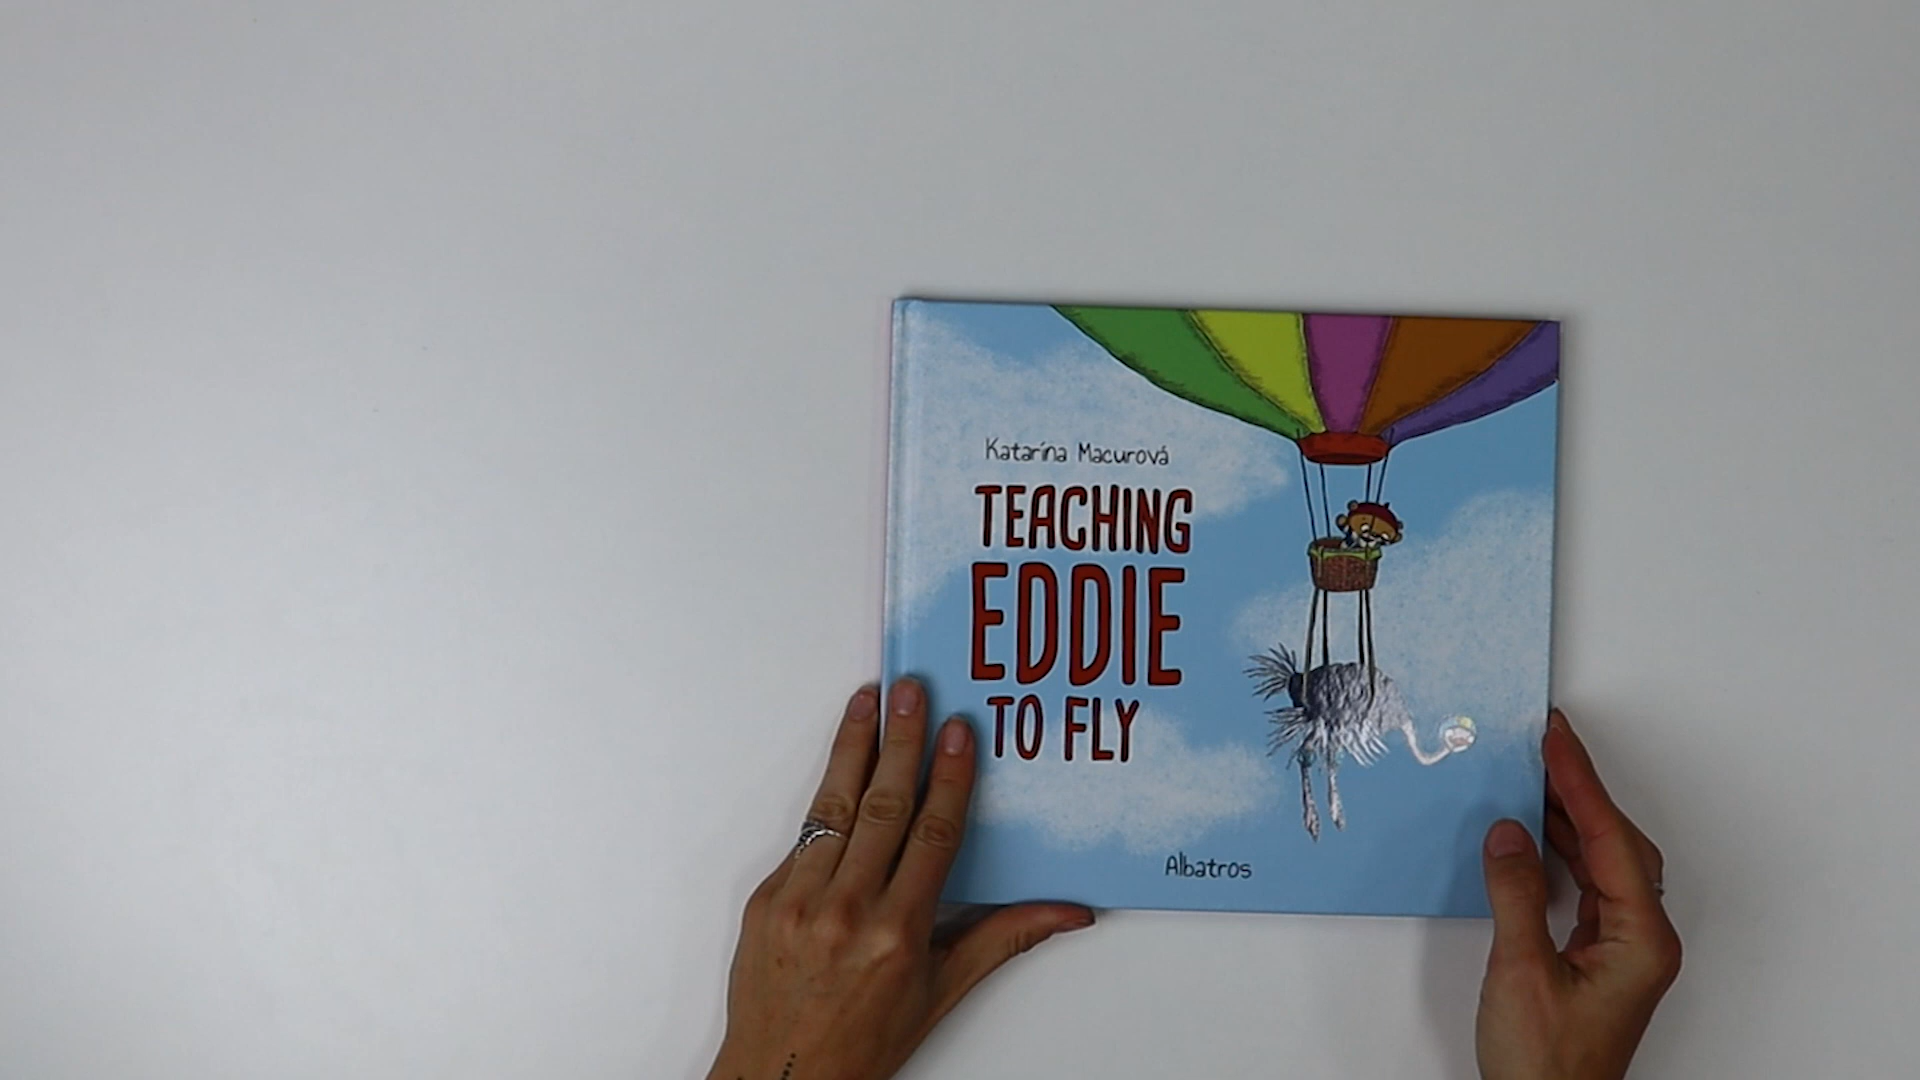 Katarína Macurová
TEACHING
EDDIE
TO FLY
Albatros